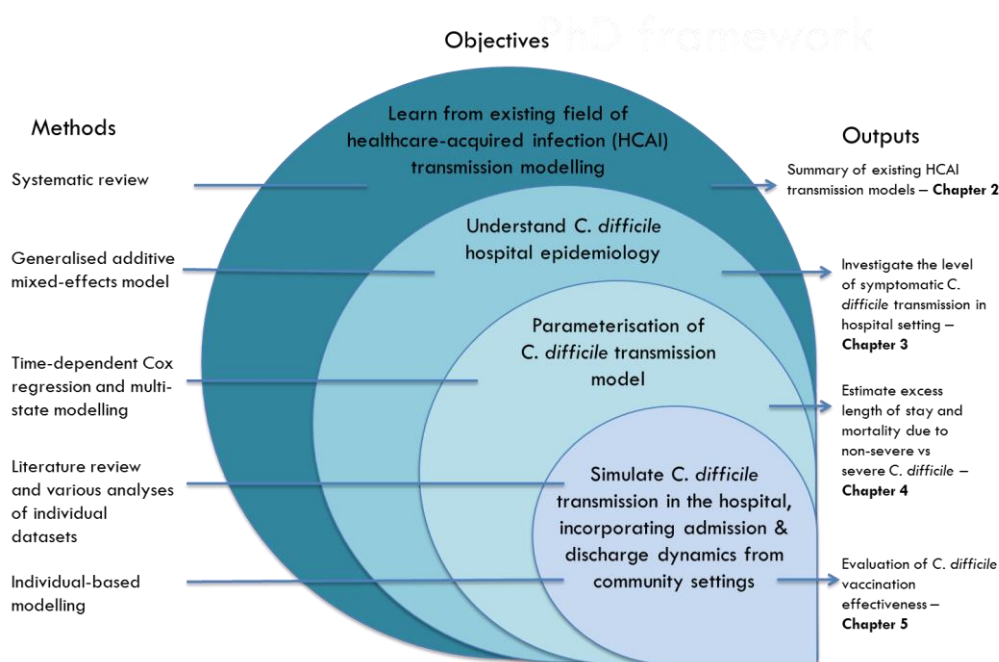 PhD framework
Objectives
Methods
Systematic review
Generalised additive
mixed-effects model
Time-dependent Cox
regression and multi-
state modelling
Literature review
and various analyses
of individual
datasets
Individual-based
modelling
Learn from existing field of
healthcare-acquired infection (HCAI)
transmission modelling
Understand C. difficile
hospital epidemiology
Parameterisation of
C. difficile transmission
model
Simulate C. difficile
transmission in the hospital,
incorporating admission &
discharge dynamics from
community settings
Outputs
Summary of existing HCAI
transmission models – Chapter 2
Investigate the level
of symptomatic C.
difficile transmission in
hospital setting –
Chapter 3
Estimate excess
length of stay and
mortality due to
non-severe vs
severe C. difficile –
Chapter 4
Evaluation of C. difficile
vaccination
effectiveness –
Chapter 5